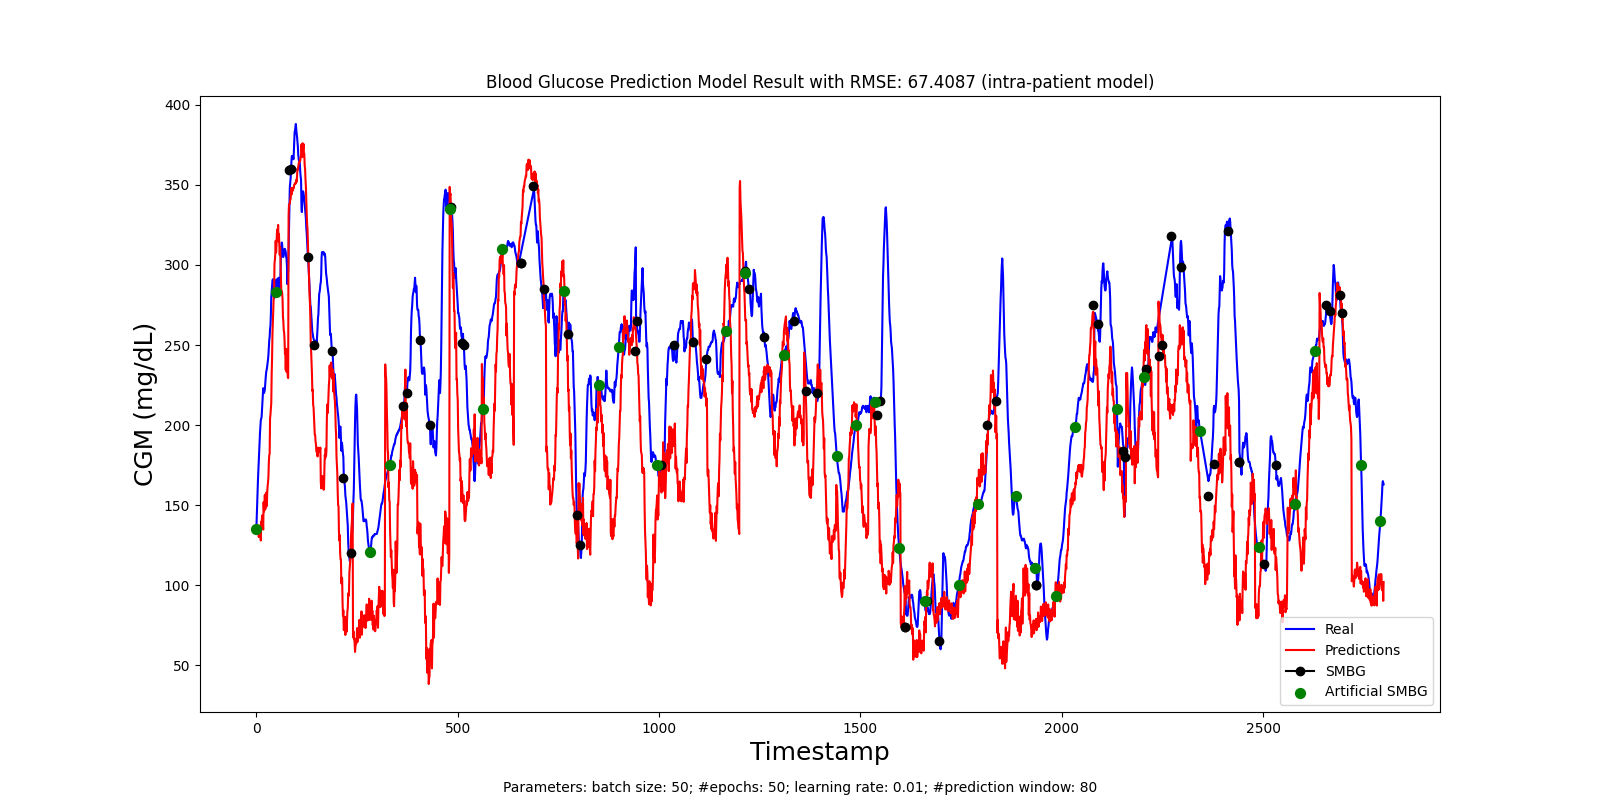 Blood Glucose Prediction Model Result with RMSE: 67.4087 (intra-patient model)
400
350
300
250
200
150
100
50
CGM (mg/dL)
0
500
1000
1500
2000
2500
Timestamp
Real
Predictions
SMBG
Artificial SMBG
Parameters: batch size: 50; #epochs: 50; learning rate: 0.01; #prediction window: 80